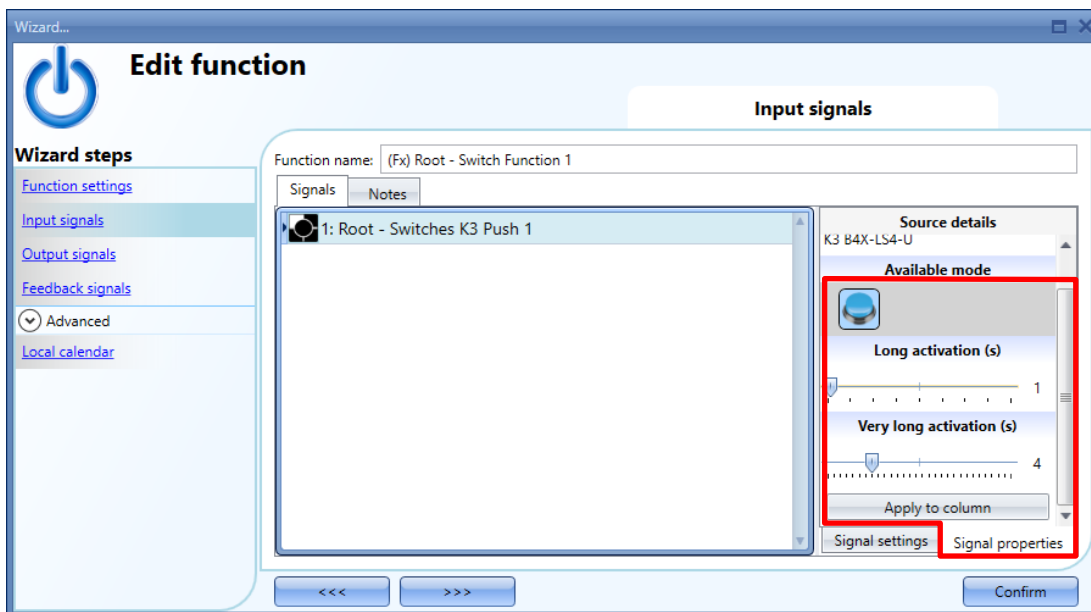 Wizard...
Edit function
Input signals
Wizard steps
Function settings
Input signals
Output signals
Feedback signals
Advanced
Local calendar
Function name: (Fx) Root - Switch Function 1
Signals Notes
1: Root - Switches K3 Push 1
Source details
K3 B4X-LS4-U
Available mode
Long activation (s)
1
Very long activation (s)
4
Apply to column
Signal settings Signal properties
<<< >>> Confirm